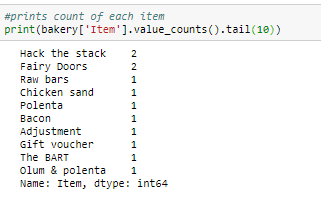 #prints count of each item
print(bakery['Item'].value_counts().tail(10))
Hack the stack 2
Fairy Doors 2
Raw bars 1
Chicken sand 1
Polenta 1
Bacon 1
Adjustment 1
Gift voucher 1
The BART 1
Olum & polenta 1
Name: Item, dtype: int64